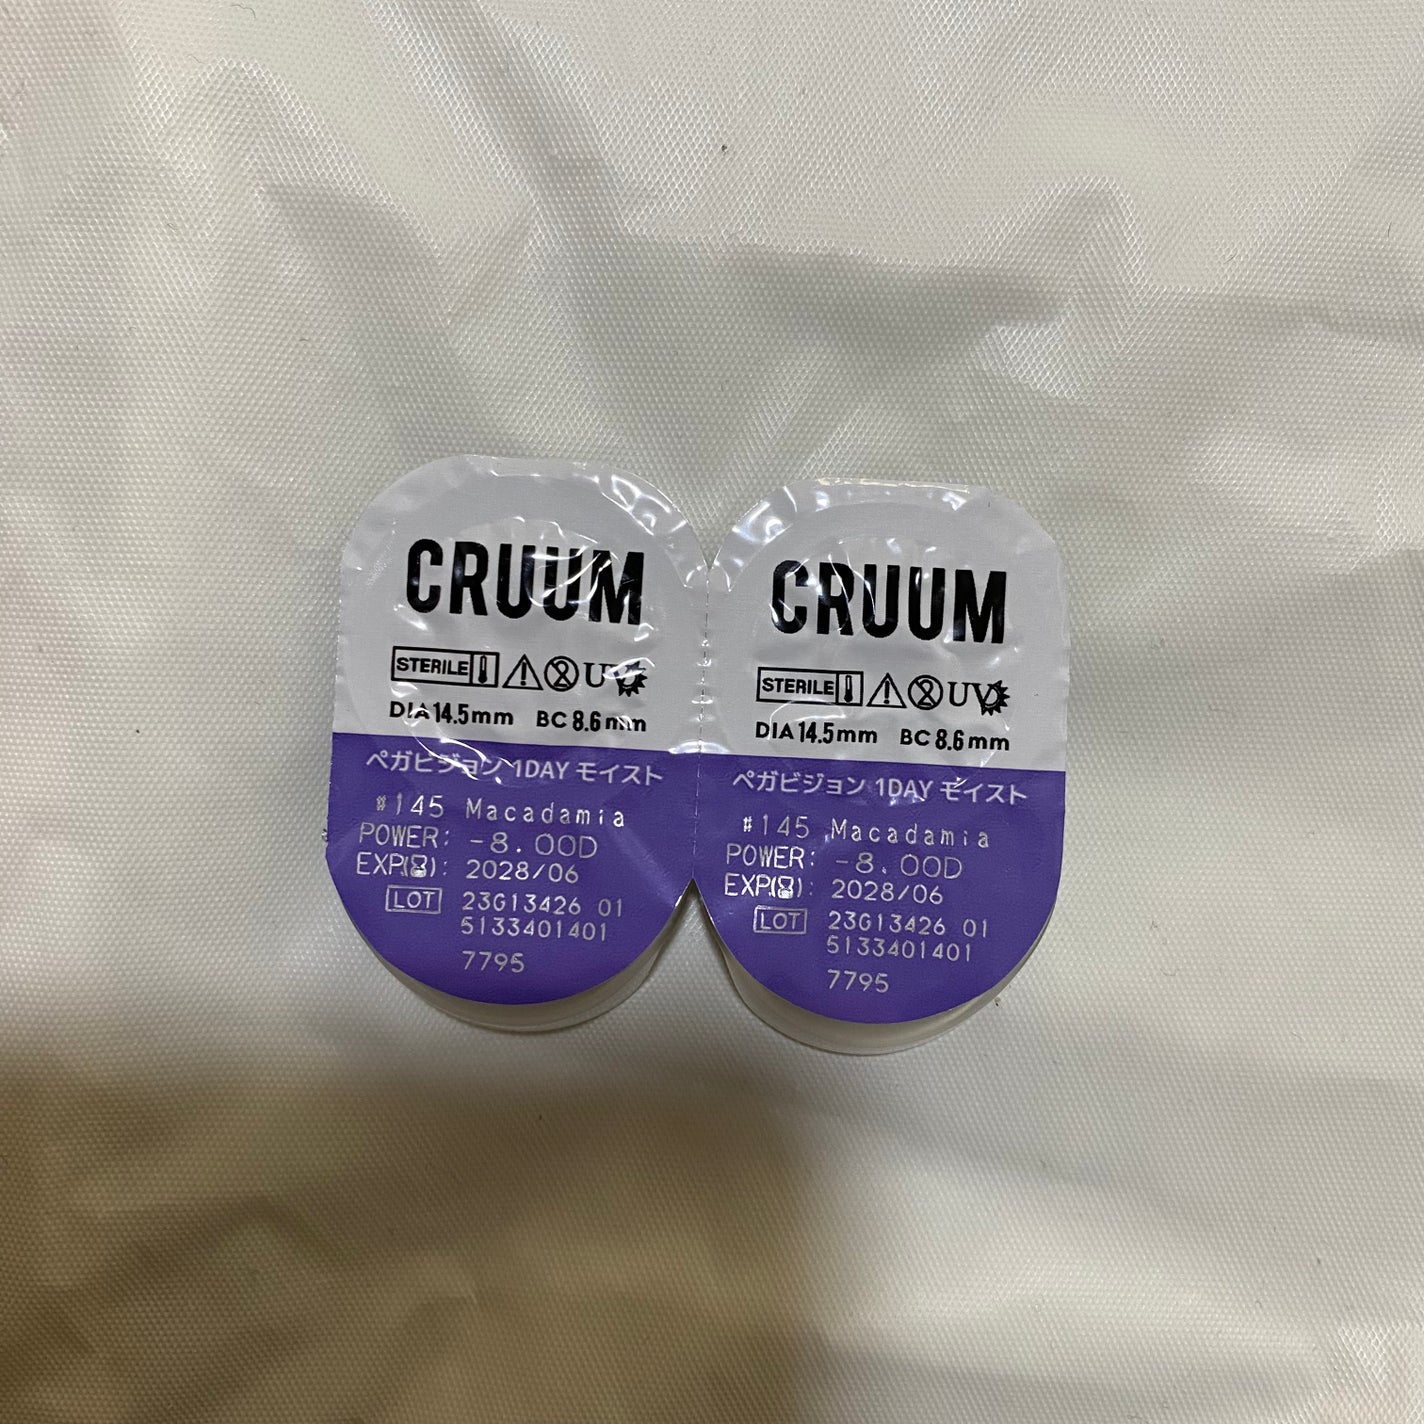 CRUUM
STERILE UV
DIA 14.5mm BC 8.6mm
ペガビジョン 1DAY モイスト
#145 Macadamia
POWER: -8.00D
EXP(): 2028/06
LOT 23G13426 01
5133401401
7795
CRUUM
STERILE UV
DIA 14.5mm BC 8.6mm
ペガビジョン 1DAY モイスト
#145 Macadamia
POWER: -8.00D
EXP(): 2028/06
LOT 23G13426 01
5133401401
7795